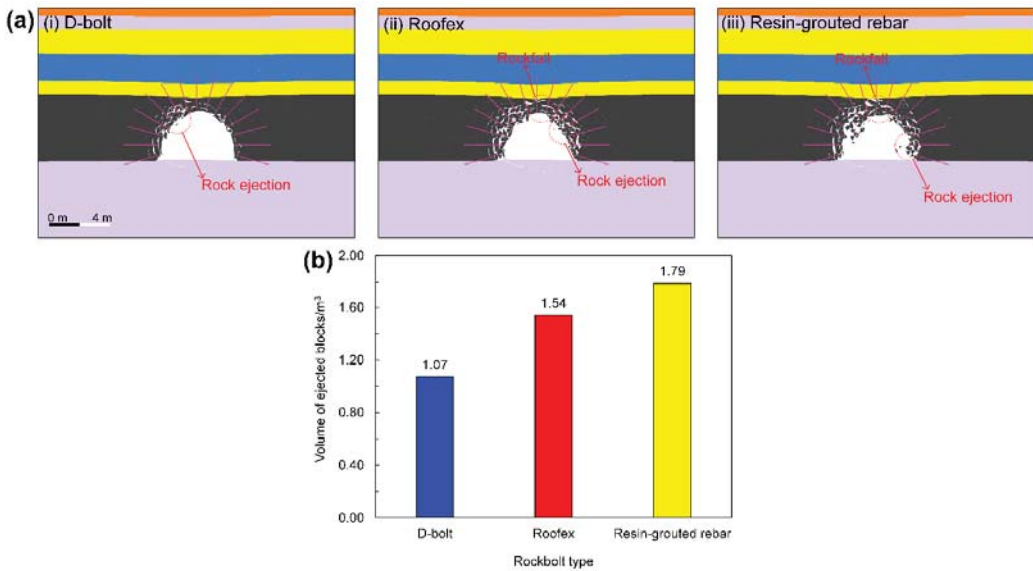 (a)
(i) D-bolt
Rock ejection
0 m 4 m
(ii) Roofex
Rockfall
Rock ejection
(iii) Resin-grouted rebar
Rockfall
Rock ejection
(b)
Volume of ejected blocks/m³
2.00
1.60
1.20
0.80
0.40
0.00
1.07
1.54
1.79
D-bolt
Roofex
Resin-grouted rebar
Rockbolt type